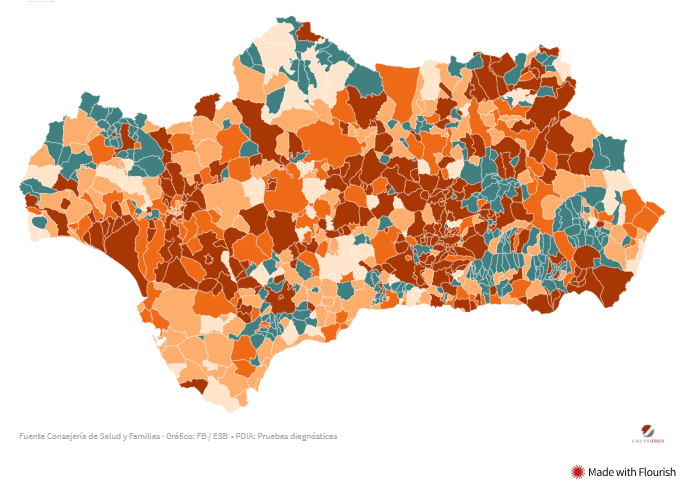 Fuente Consejería de Salud y Familias · Gráfico: FB / ESB • PDIA: Pruebas diagnósticas
Made with Flourish